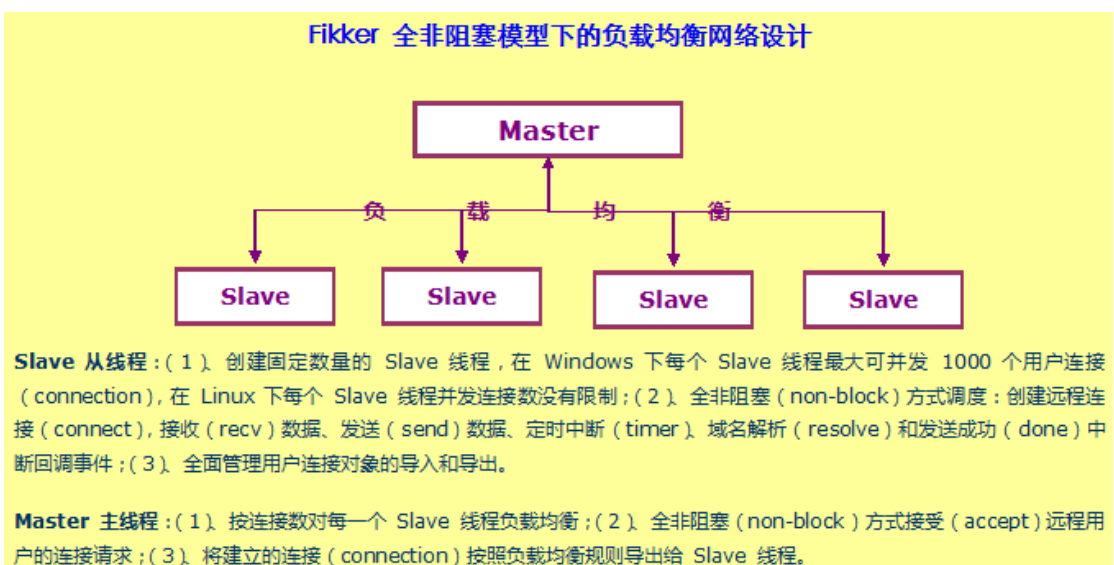 Fikker 全非阻塞模型下的负载均衡网络设计
Master
负 载 均 衡
Slave Slave Slave Slave
Slave 从线程：（1）、创建固定数量的 Slave 线程，在 Windows 下每个 Slave 线程最大可并发 1000 个用户连接
（connection），在 Linux 下每个 Slave 线程并发连接数没有限制；（2）、全非阻塞（non-block）方式调度：创建远程连
接（connect），接收（recv）数据、发送（send）数据、定时中断（timer）、域名解析（resolve）和发送成功（done）中
断回调事件；（3）、全面管理用户连接对象的导入和导出。
Master 主线程：（1）、按连接数对每一个 Slave 线程负载均衡；（2）、全非阻塞（non-block）方式接受（accept）远程用
户的连接请求；（3）、将建立的连接（connection）按照负载均衡规则导出给 Slave 线程。